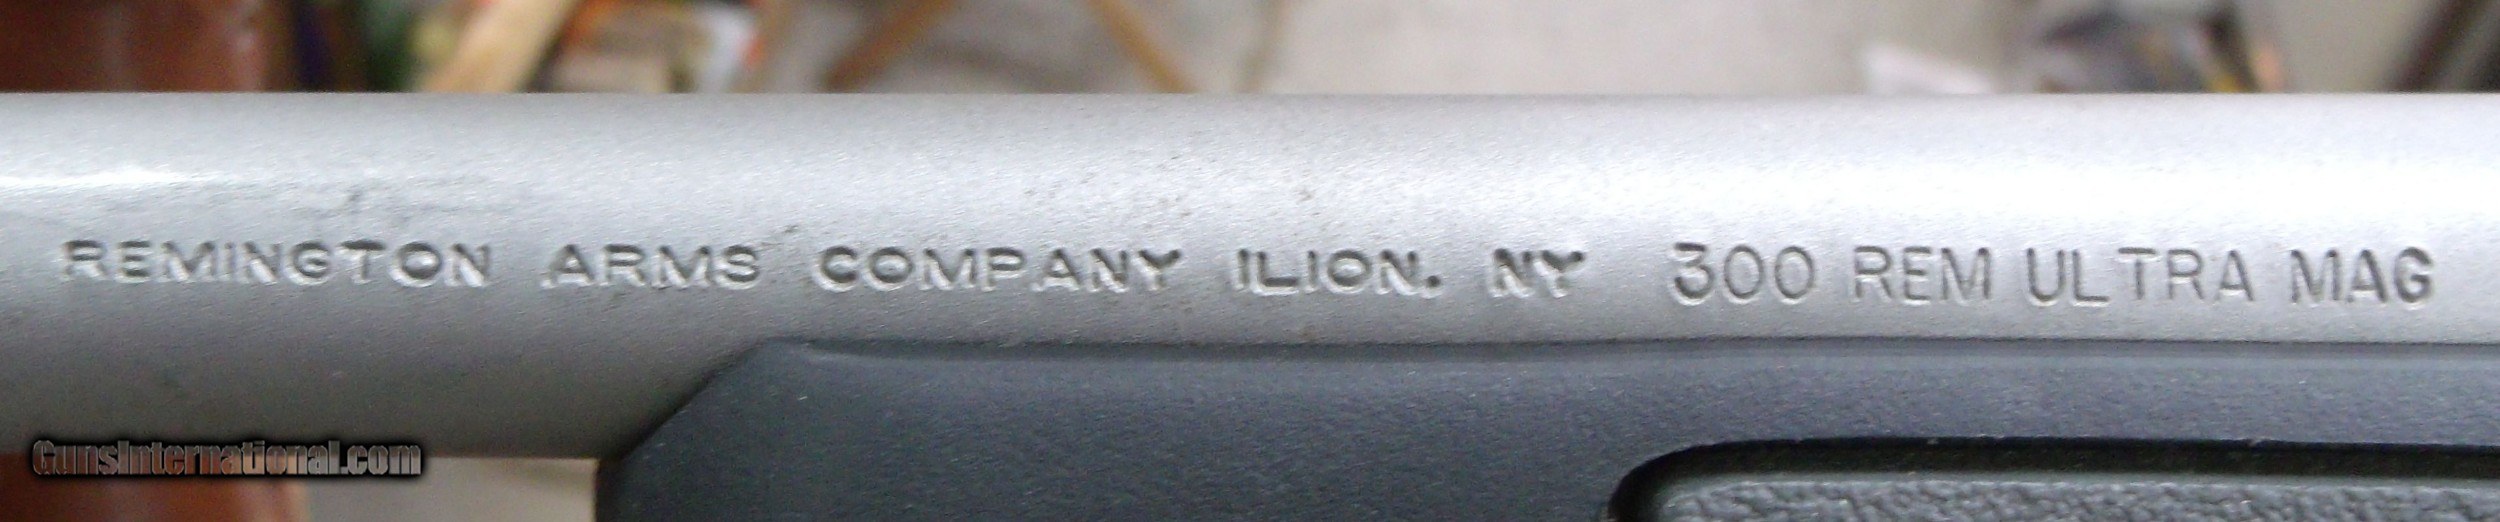 REMINGTON ARMS COMPANY ILION, NY 300 REM ULTRA MAG
GunsInternational.com